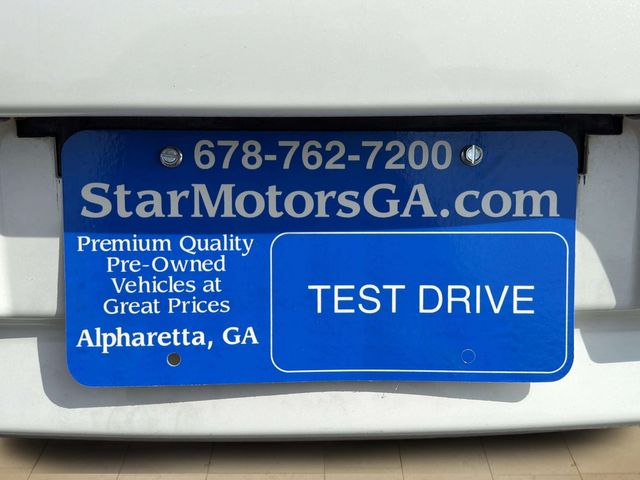 678-762-7200
StarMotorsGA.com
Premium Quality
Pre-Owned
Vehicles at
Great Prices
Alpharetta, GA
TEST DRIVE